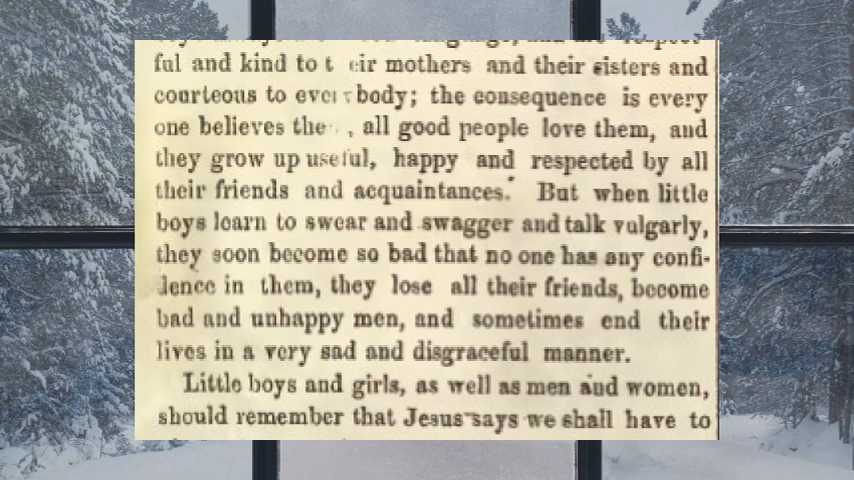 language, and
ful and kind to t eir mothers and their sisters and
courteous to every body; the consequence is every
one believes the , all good people love them, and
they grow up useful, happy and respected by all
their friends and acquaintances. But when little
boys learn to swear and swagger and talk vulgarly,
they soon become so bad that no one has any confi-
dence in them, they lose all their friends, become
bad and unhappy men, and sometimes end their
lives in a very sad and disgraceful manner.
Little boys and girls, as well as men and women,
should remember that Jesus says we shall have to